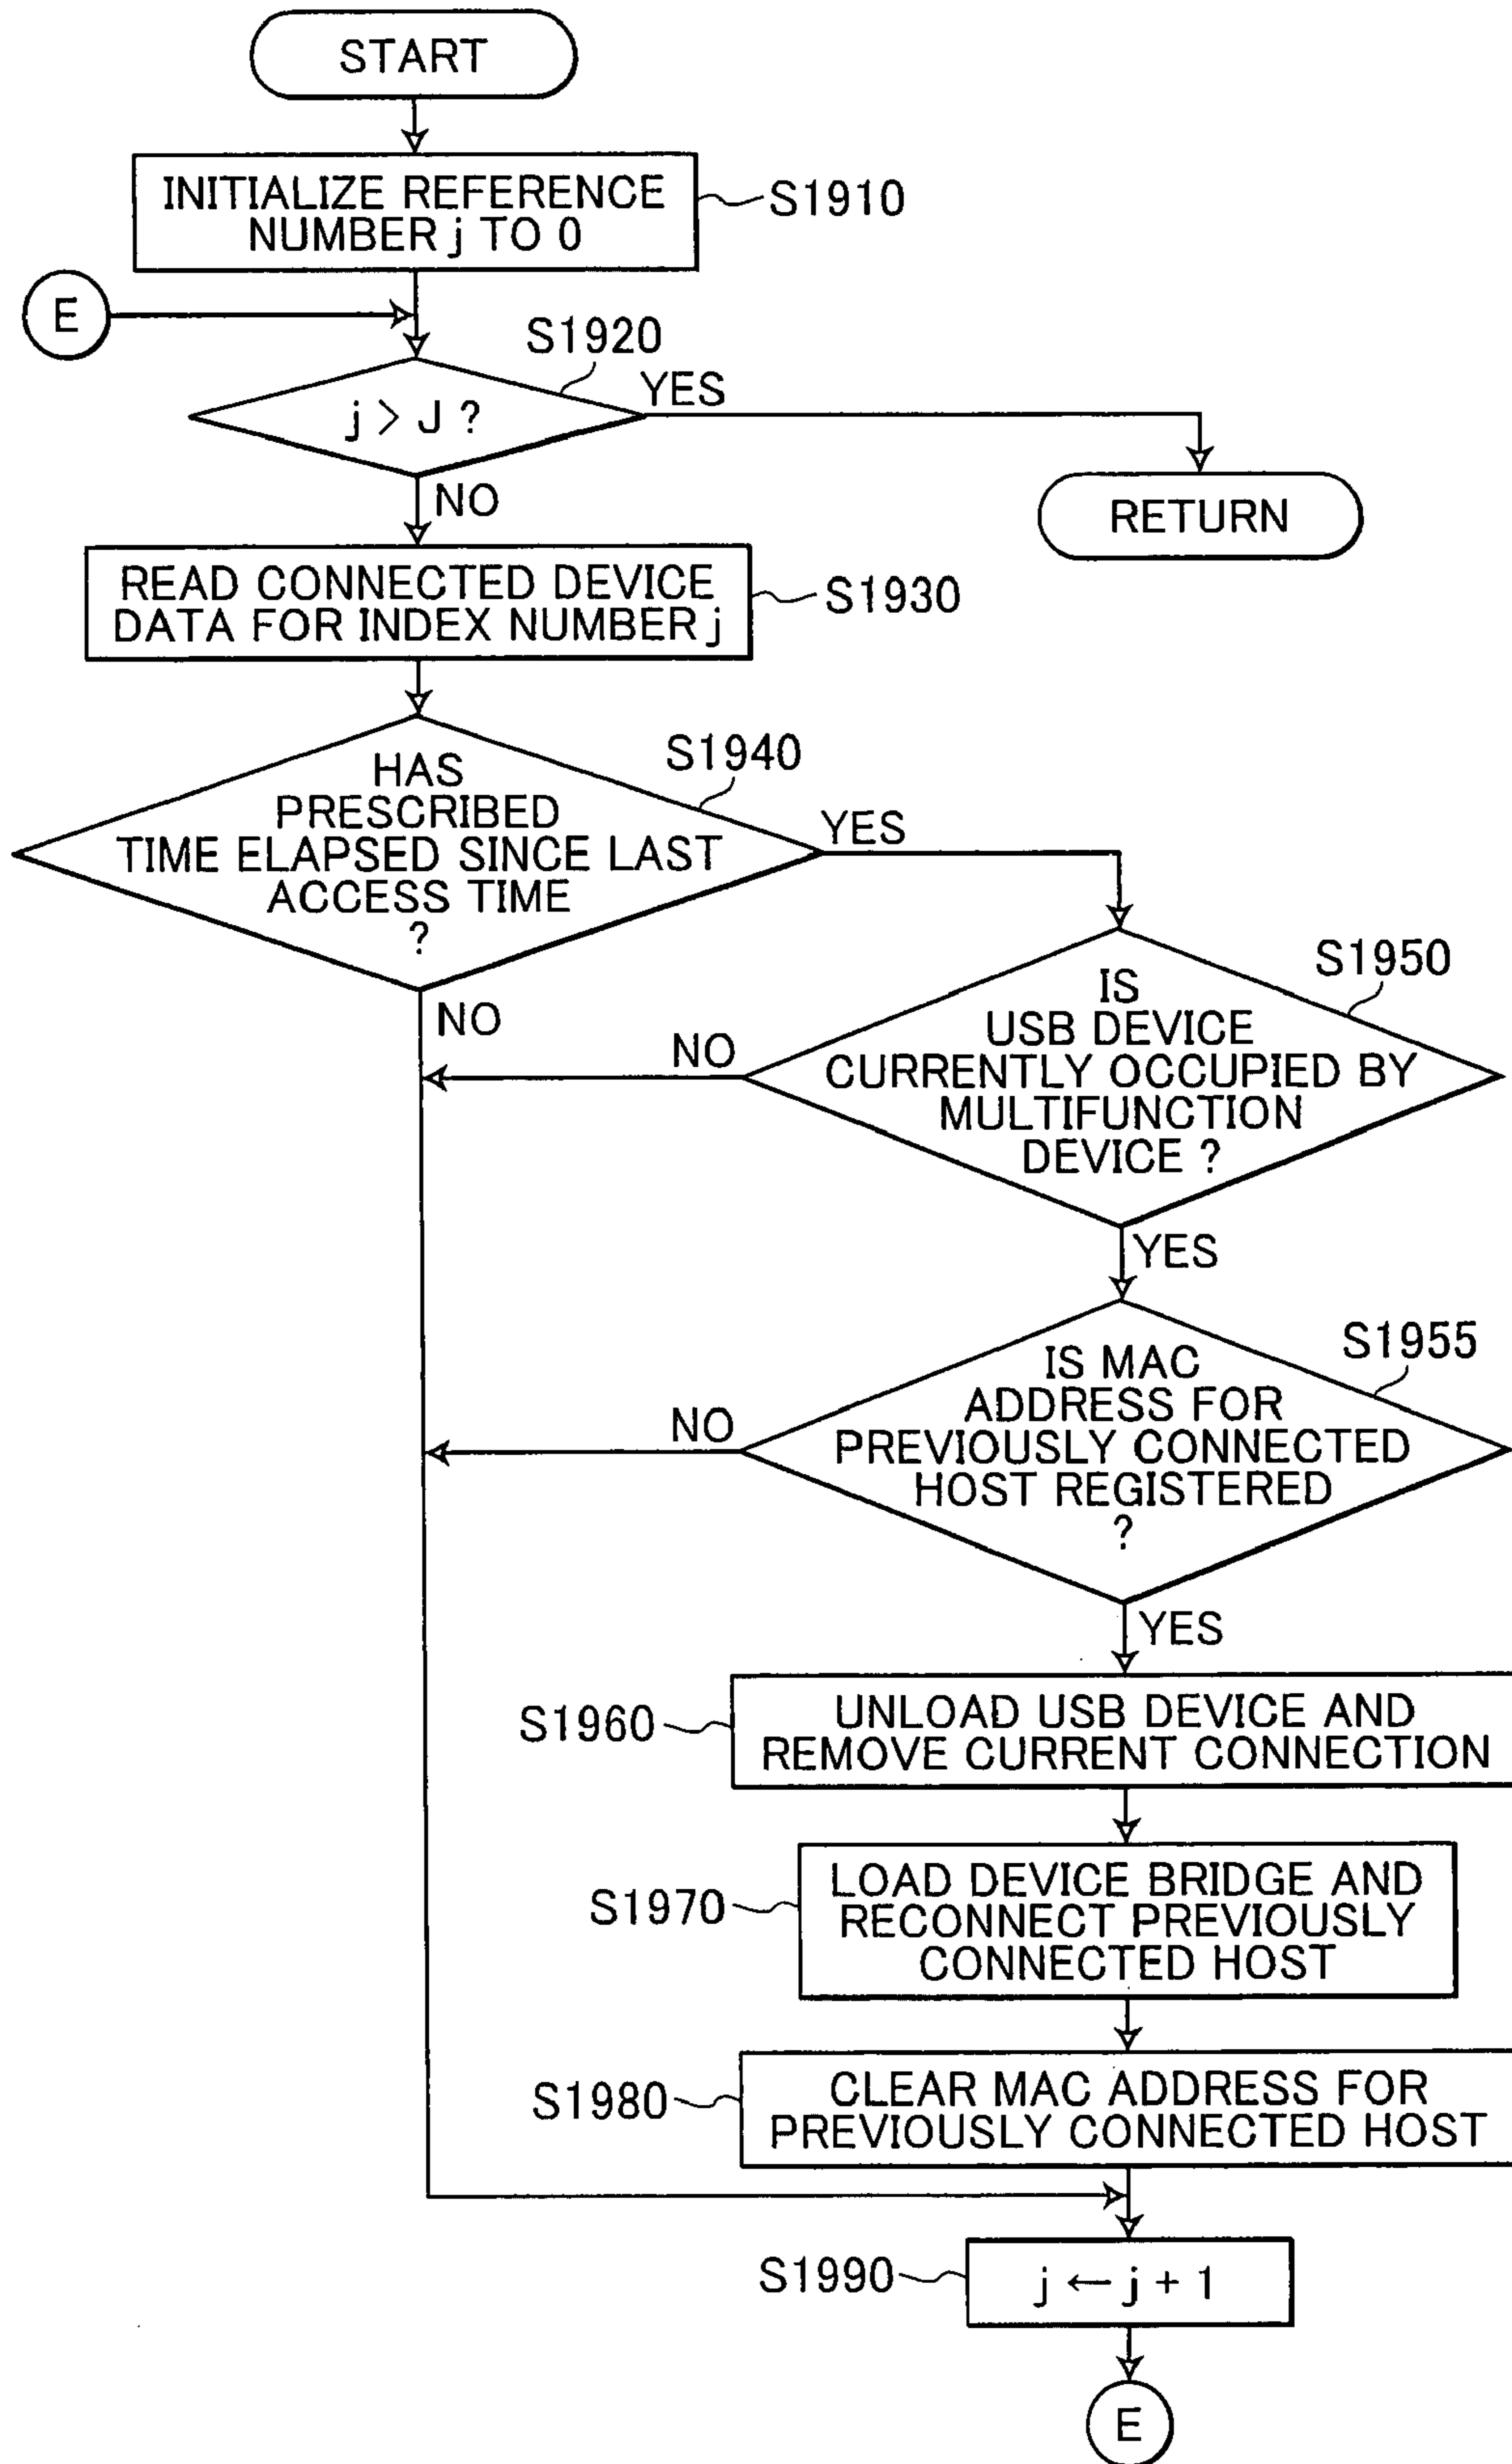 START
INITIALIZE REFERENCE
NUMBER j TO 0
S1910
E
S1920
j > J ?
YES
NO
RETURN
READ CONNECTED DEVICE
DATA FOR INDEX NUMBER j
S1930
HAS
PRESCRIBED
TIME ELAPSED SINCE LAST
ACCESS TIME
?
S1940
YES
NO
IS
USB DEVICE
CURRENTLY OCCUPIED BY
MULTIFUNCTION
DEVICE ?
S1950
NO
YES
IS MAC
ADDRESS FOR
PREVIOUSLY CONNECTED
HOST REGISTERED
?
S1955
NO
YES
S1960
UNLOAD USB DEVICE AND
REMOVE CURRENT CONNECTION
S1970
LOAD DEVICE BRIDGE AND
RECONNECT PREVIOUSLY
CONNECTED HOST
S1980
CLEAR MAC ADDRESS FOR
PREVIOUSLY CONNECTED HOST
S1990
j ← j + 1
E